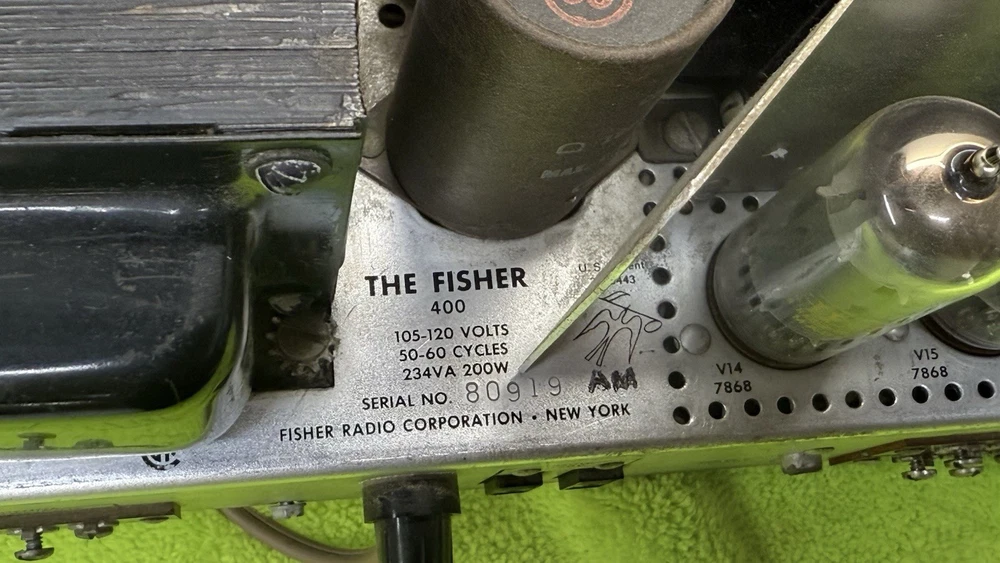 THE FISHER
400
105-120 VOLTS
50-60 CYCLES
234VA 200W
SERIAL NO. 80919 AM
FISHER RADIO CORPORATION • NEW YORK
V14
7868
V15
7868